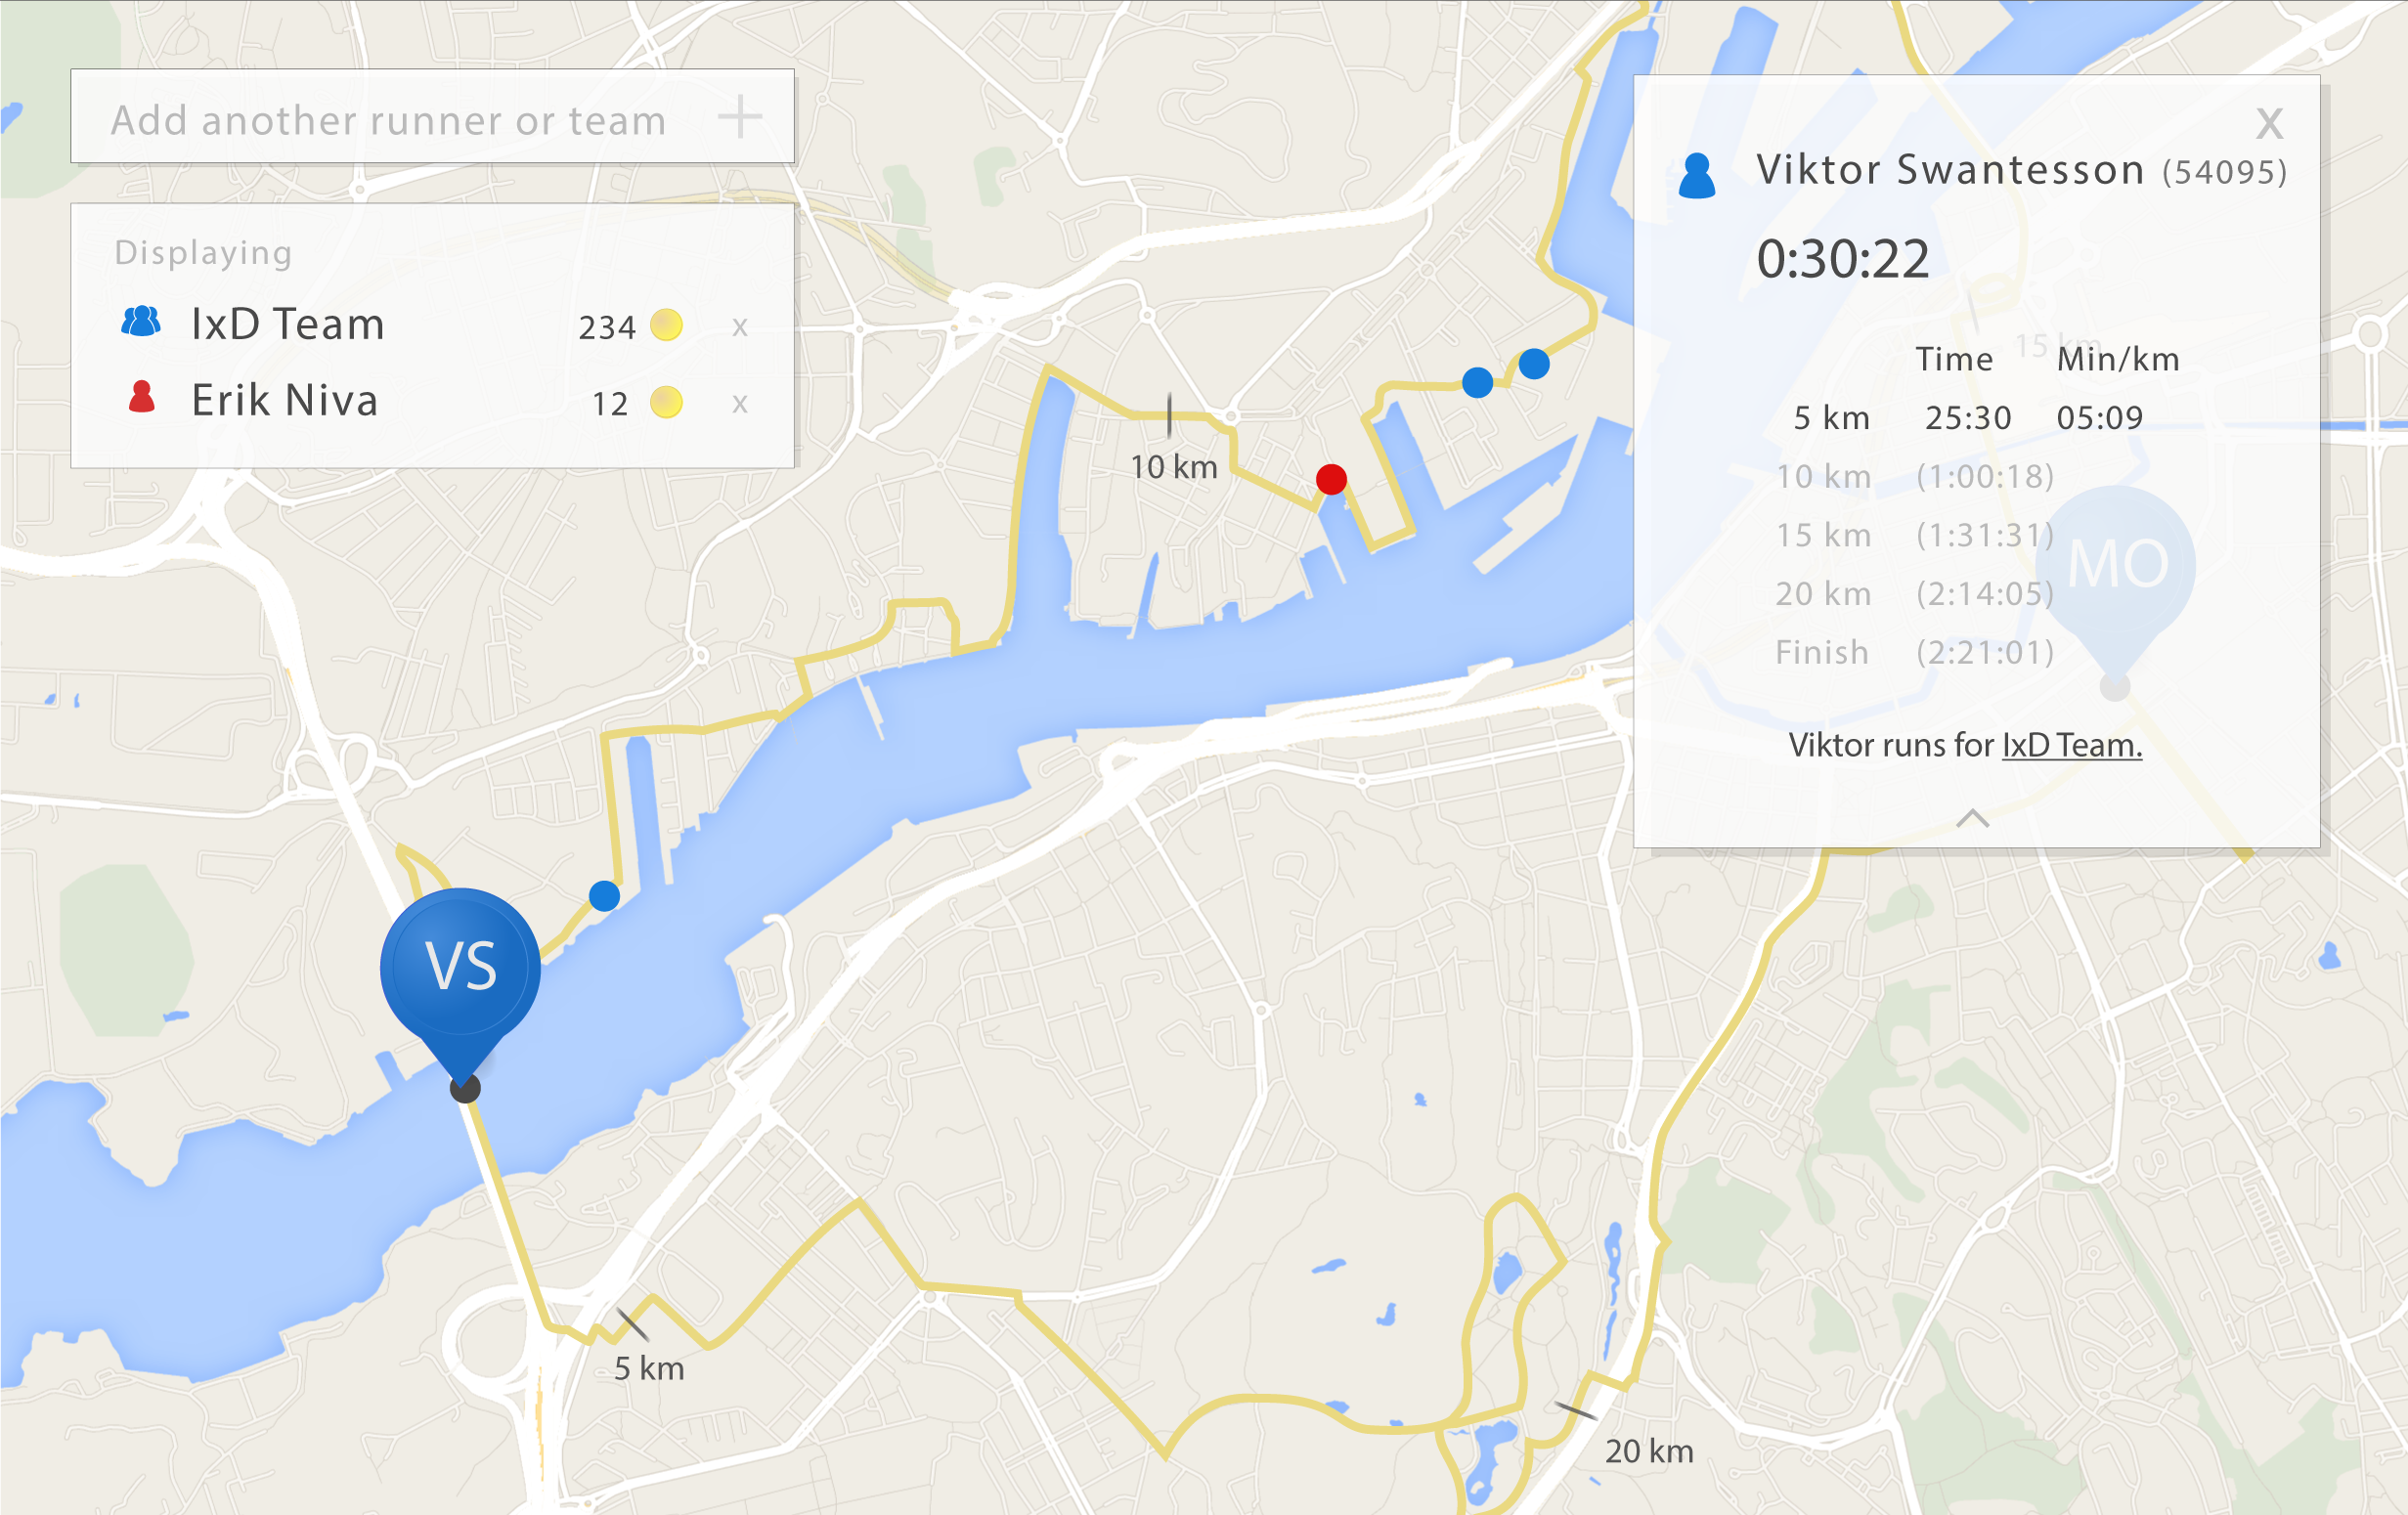 Add another runner or team +
Displaying
IxD Team 234 x
Erik Niva 12 x
x
Viktor Swantesson (54095)
0:30:22
15 km
Time Min/km
5 km 25:30 05:09
10 km (1:00:18)
15 km (1:31:31)
20 km (2:14:05)
Finish (2:21:01)
MO
Viktor runs for IxD Team.
10 km
VS
5 km
20 km